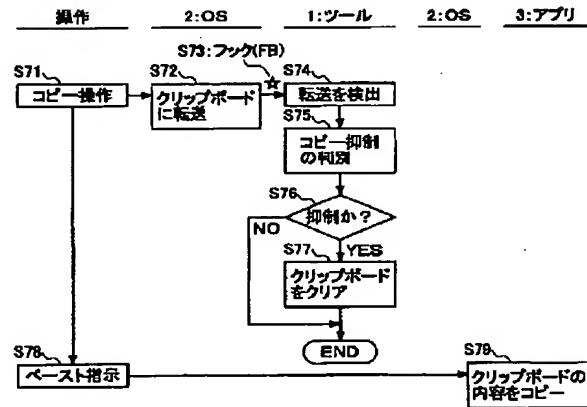 操作 2:OS 1:ツール 2:OS 3:アプリ
S73:フック(FB)
S71 S72 S74
コピー操作
クリップボード
に転送
転送を検出
S75
コピー抑制
の判別
S76
抑制か?
NO
YES
S77
クリップボード
をクリア
END
S78
ペースト指示
S79
クリップボードの
内容をコピー